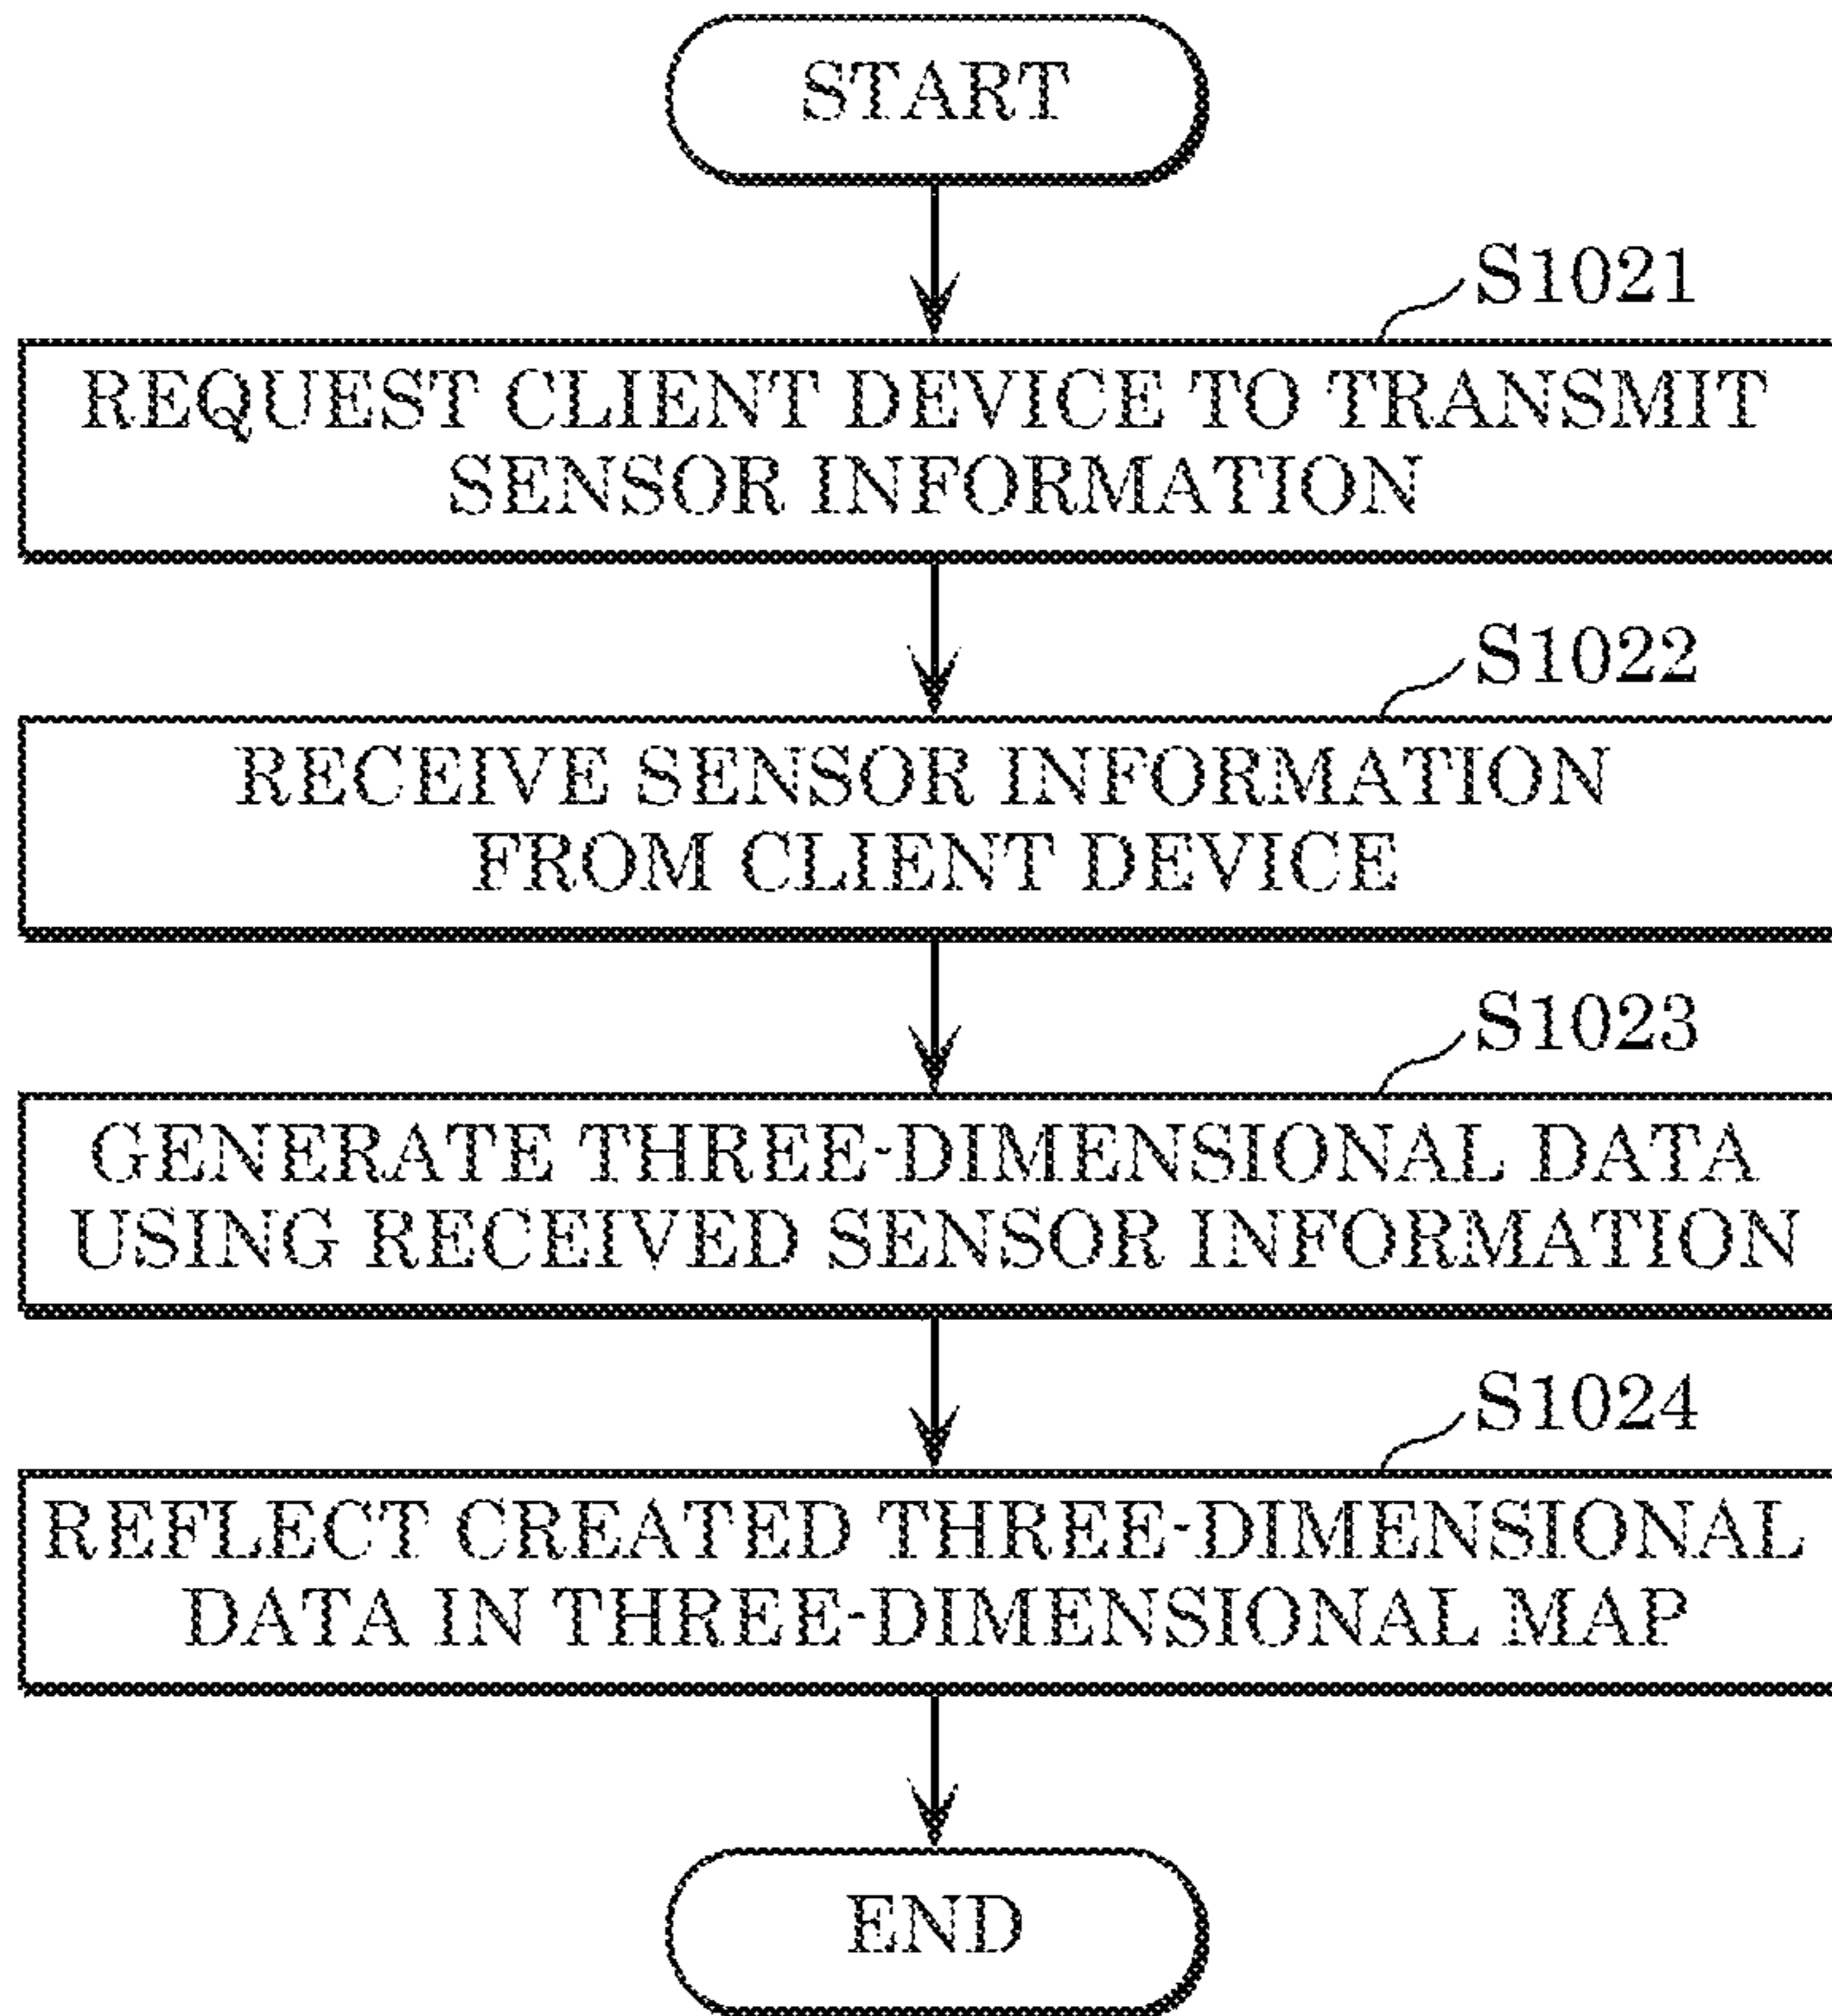 START
S1021
REQUEST CLIENT DEVICE TO TRANSMIT
SENSOR INFORMATION
S1022
RECEIVE SENSOR INFORMATION
FROM CLIENT DEVICE
S1023
GENERATE THREE-DIMENSIONAL DATA
USING RECEIVED SENSOR INFORMATION
S1024
REFLECT CREATED THREE-DIMENSIONAL
DATA IN THREE-DIMENSIONAL MAP
END